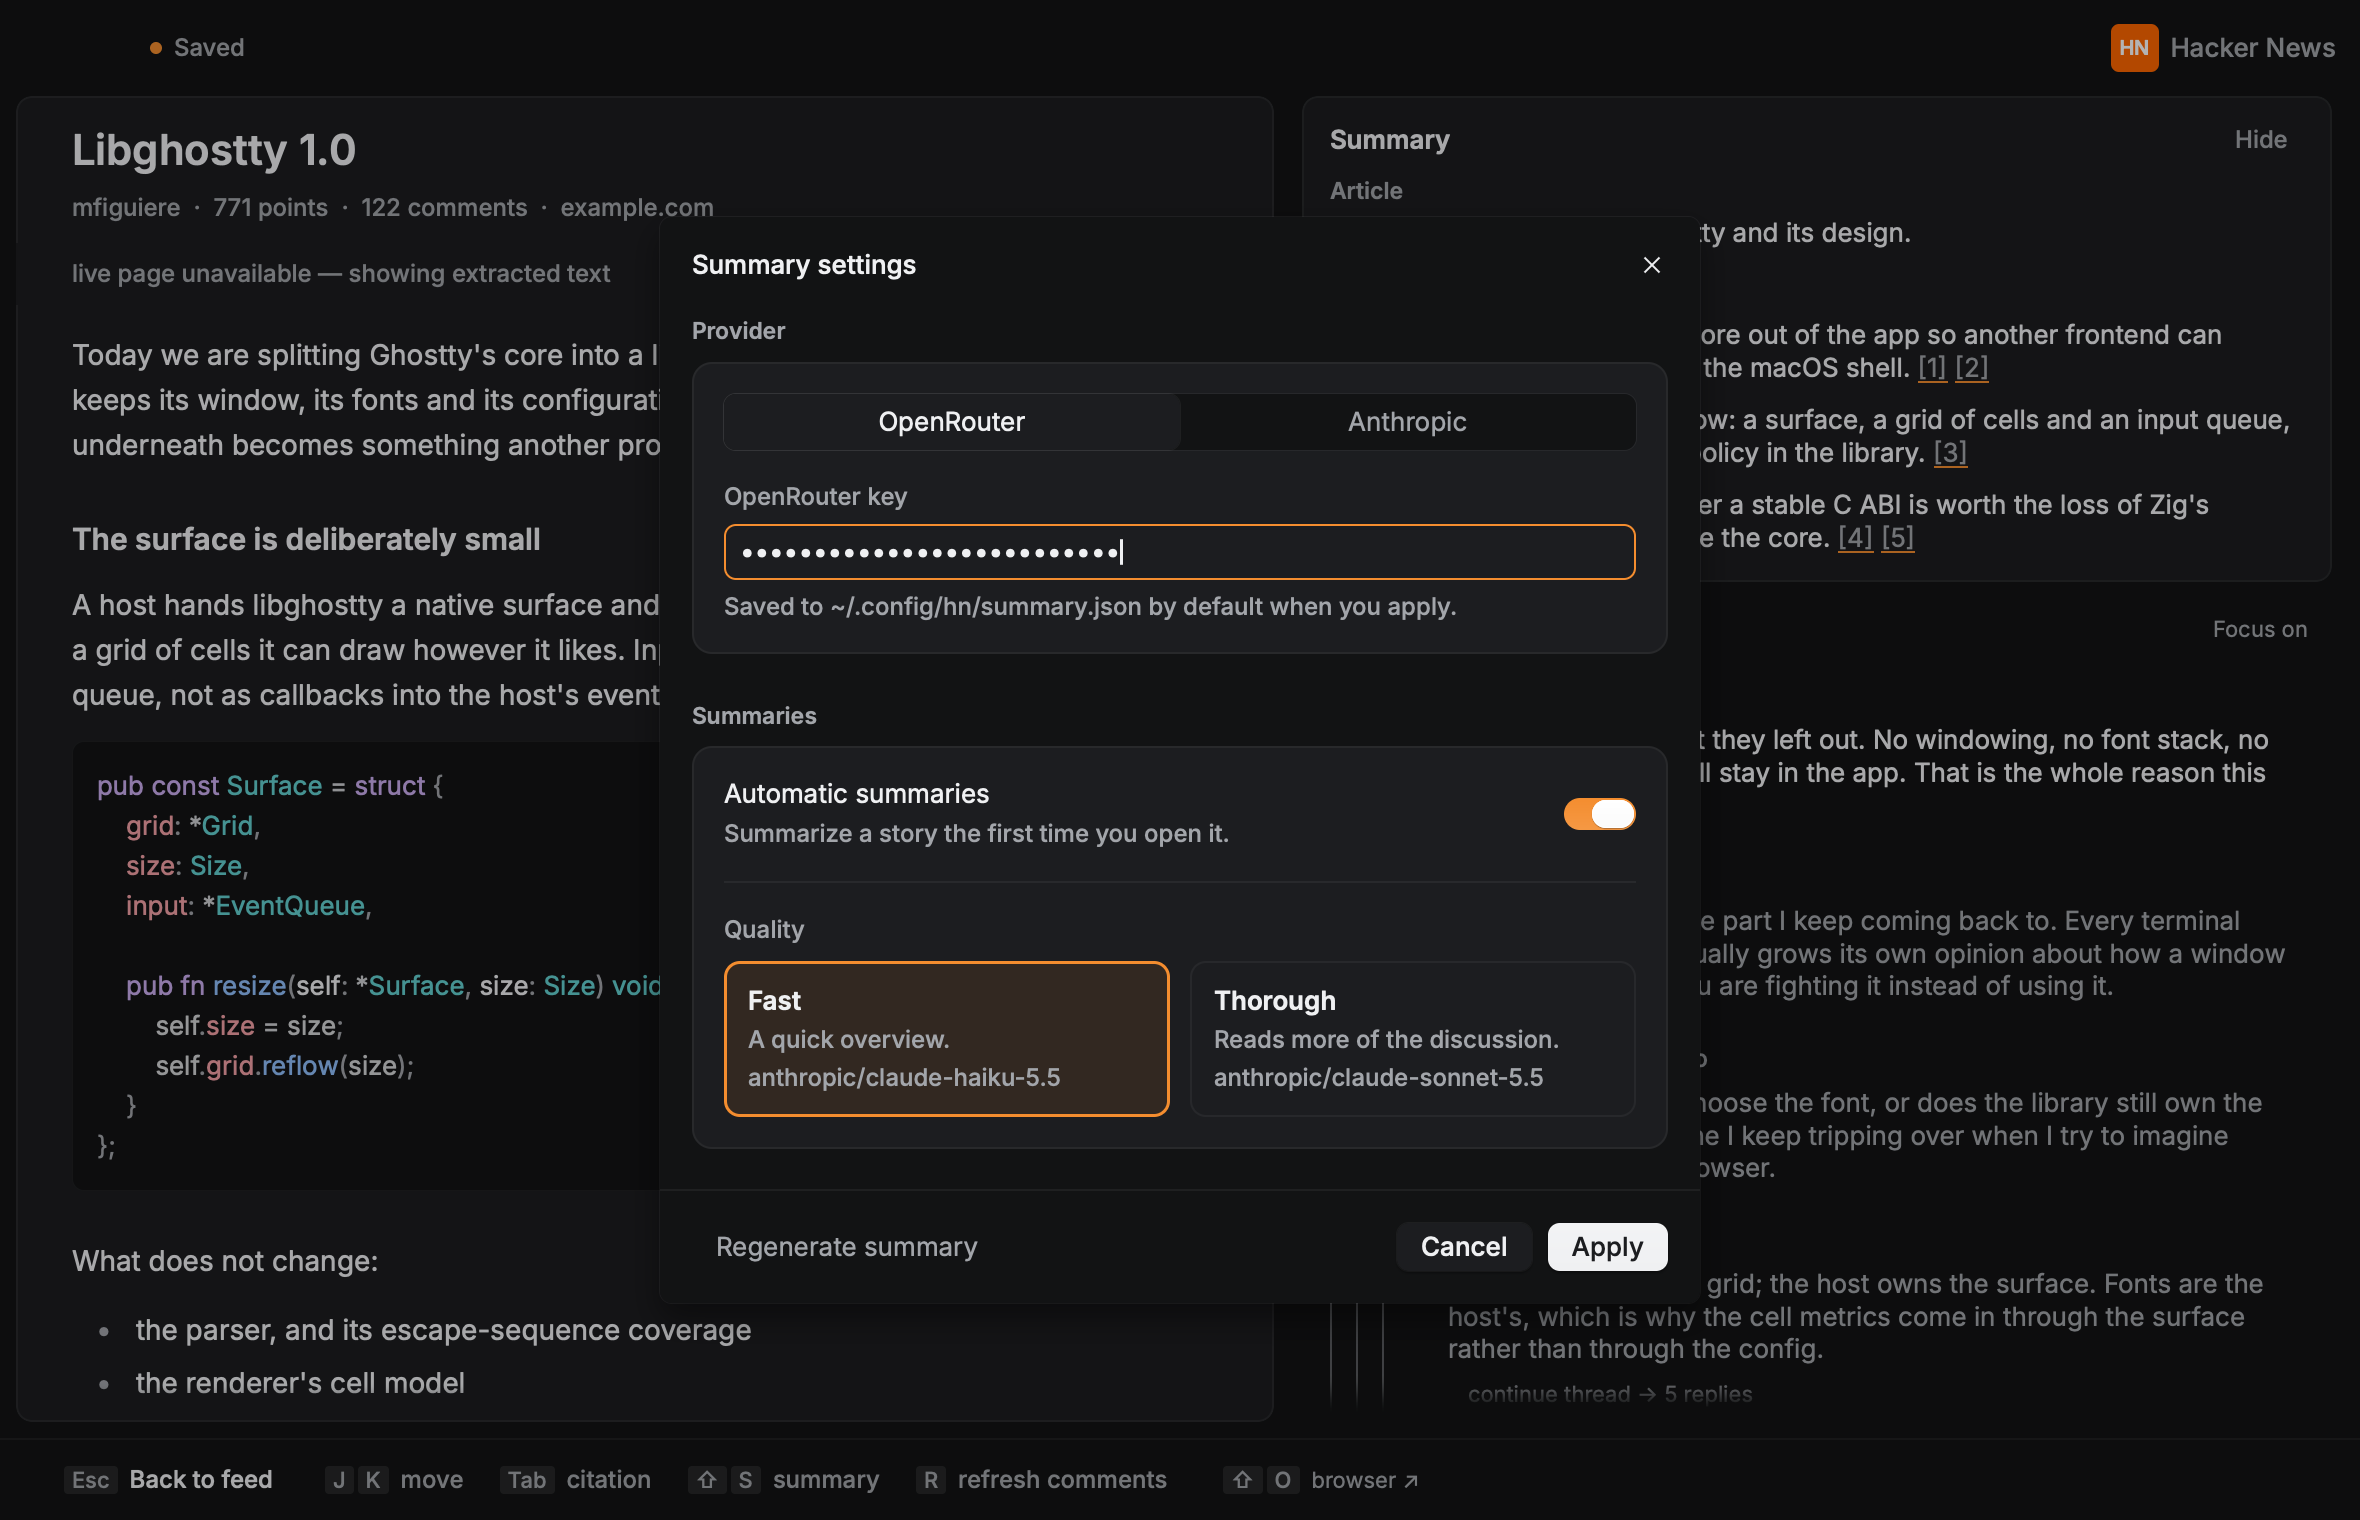 Saved
HN Hacker News
Libghostty 1.0
mfiguiere · 771 points · 122 comments · example.com
live page unavailable — showing extracted text
Today we are splitting Ghostty's core into a l
keeps its window, its fonts and its configurati
underneath becomes something another pro
The surface is deliberately small
A host hands libghostty a native surface and
a grid of cells it can draw however it likes. In
queue, not as callbacks into the host's event
pub const Surface = struct {
grid: *Grid,
size: Size,
input: *EventQueue,
pub fn resize(self: *Surface, size: Size) void
self.size = size;
self.grid.reflow(size);
}
};
What does not change:
• the parser, and its escape-sequence coverage
• the renderer's cell model
Summary settings
Provider
OpenRouter
Anthropic
OpenRouter key
••••••••••••••••••••••••••
Saved to ~/.config/hn/summary.json by default when you apply.
Summaries
Automatic summaries
Summarize a story the first time you open it.
Quality
Fast
A quick overview.
anthropic/claude-haiku-5.5
Thorough
Reads more of the discussion.
anthropic/claude-sonnet-5.5
Regenerate summary
Cancel
Apply
Summary
Hide
Article
tty and its design.
ore out of the app so another frontend can
the macOS shell. [1] [2]
ow: a surface, a grid of cells and an input queue,
policy in the library. [3]
er a stable C ABI is worth the loss of Zig's
e the core. [4] [5]
Focus on
t they left out. No windowing, no font stack, no
ll stay in the app. That is the whole reason this
e part I keep coming back to. Every terminal
ually grows its own opinion about how a window
u are fighting it instead of using it.
hoose the font, or does the library still own the
ne I keep tripping over when I try to imagine
owser.
grid; the host owns the surface. Fonts are the
host's, which is why the cell metrics come in through the surface
rather than through the config.
continue thread → 5 replies
Esc Back to feed
J K move
Tab citation
⇧ S summary
R refresh comments
⇧ O browser ↗